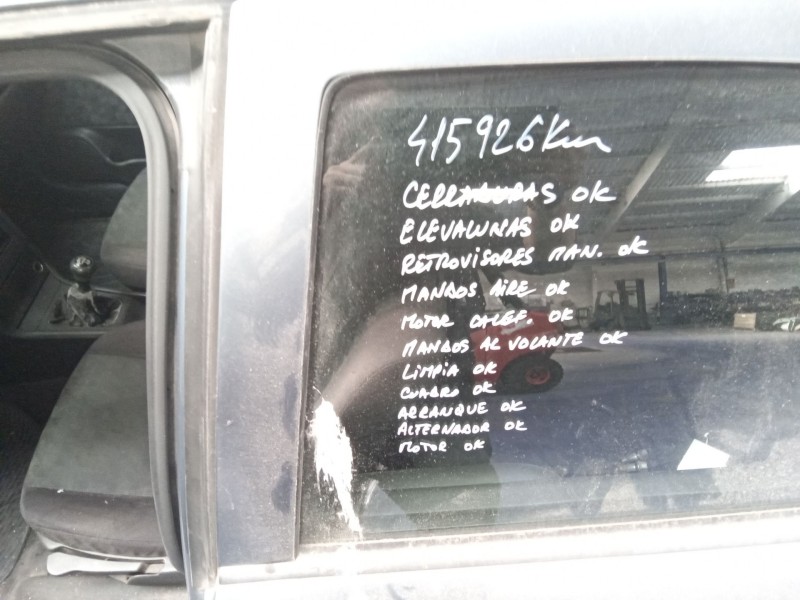 415926Km
CERRADURAS OK
ELEVALUNAS OK
RETROVISORES MAN. OK
MANDOS AIRE OK
MOTOR CALEF. OK
MANDOS AL VOLANTE OK
LIMPIA OK
CUADRO OK
ARRANQUE OK
ALTERNADOR OK
MOTOR OK